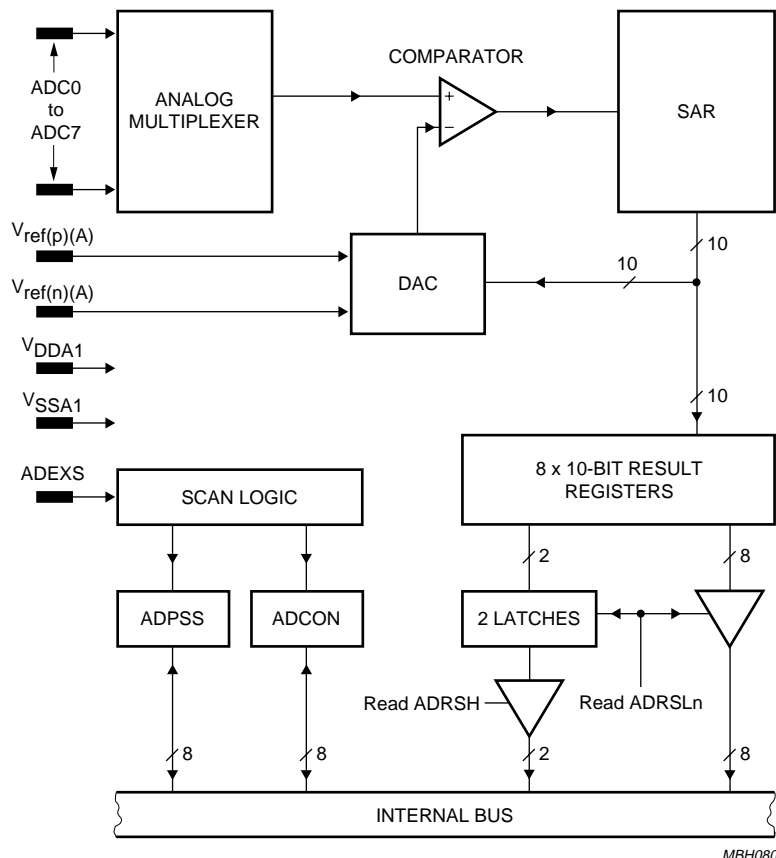 COMPARATOR
ADC0
to
ADC7
ANALOG
MULTIPLEXER
+
−
SAR
10
Vref(p)(A)
DAC
10
Vref(n)(A)
VDDA1
10
VSSA1
ADEXS
SCAN LOGIC
8 x 10-BIT RESULT
REGISTERS
2
8
ADPSS
ADCON
2 LATCHES
Read ADRSH
Read ADRSLn
8
8
2
8
INTERNAL BUS
MBH080